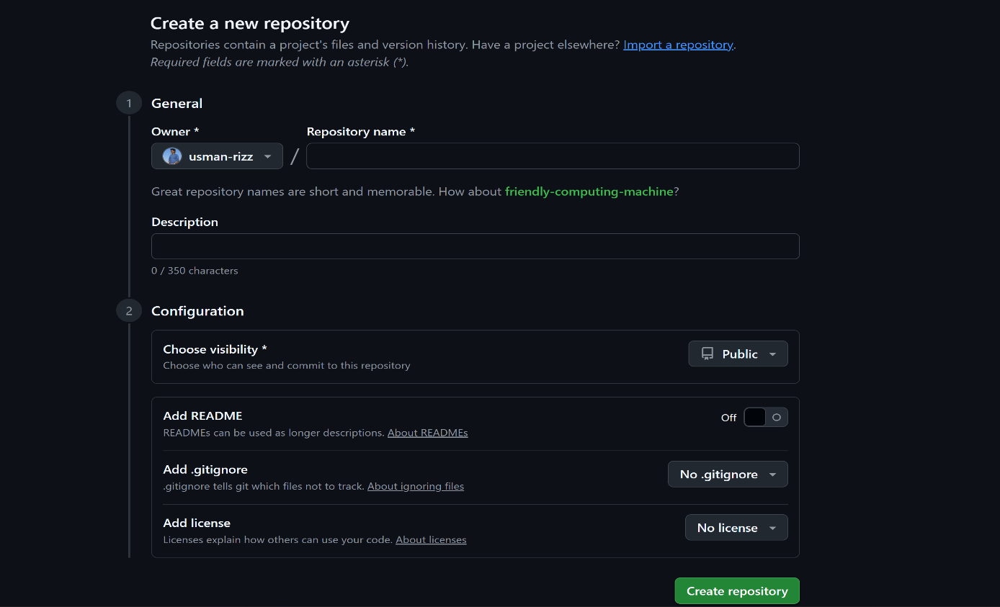 Create a new repository
Repositories contain a project's files and version history. Have a project elsewhere? Import a repository.
Required fields are marked with an asterisk (*).
1 General
Owner * Repository name *
usman-rizz /
Great repository names are short and memorable. How about friendly-computing-machine?
Description
0 / 350 characters
2 Configuration
Choose visibility *
Choose who can see and commit to this repository
Public
Add README
READMEs can be used as longer descriptions. About READMEs
Off
Add .gitignore
.gitignore tells git which files not to track. About ignoring files
No .gitignore
Add license
Licenses explain how others can use your code. About licenses
No license
Create repository